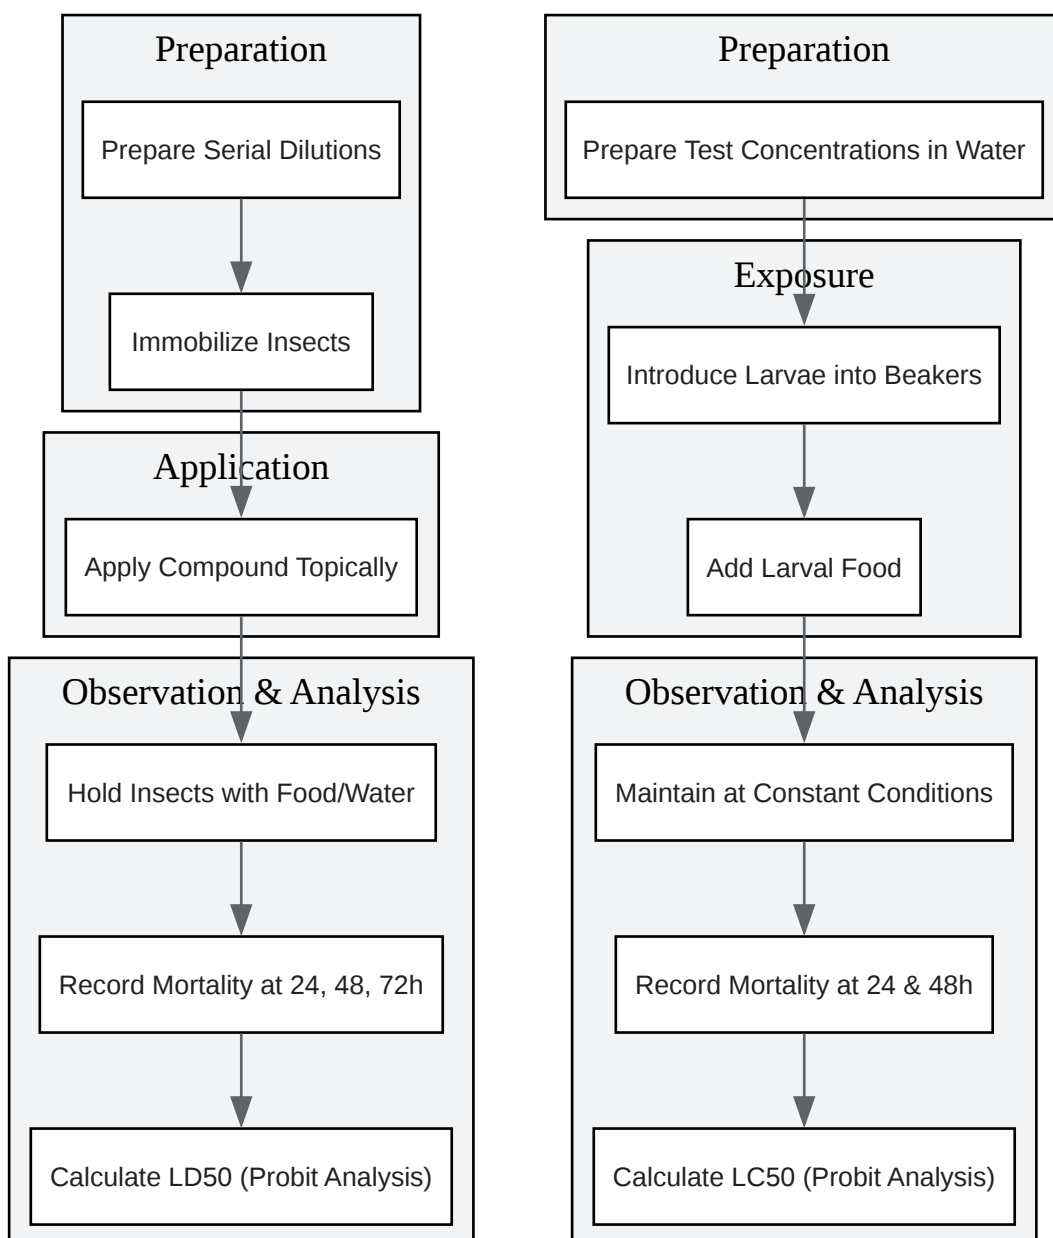 Preparation
Prepare Serial Dilutions
Immobilize Insects
Application
Apply Compound Topically
Observation & Analysis
Hold Insects with Food/Water
Record Mortality at 24, 48, 72h
Calculate LD50 (Probit Analysis)
Preparation
Prepare Test Concentrations in Water
Exposure
Introduce Larvae into Beakers
Add Larval Food
Observation & Analysis
Maintain at Constant Conditions
Record Mortality at 24 & 48h
Calculate LC50 (Probit Analysis)